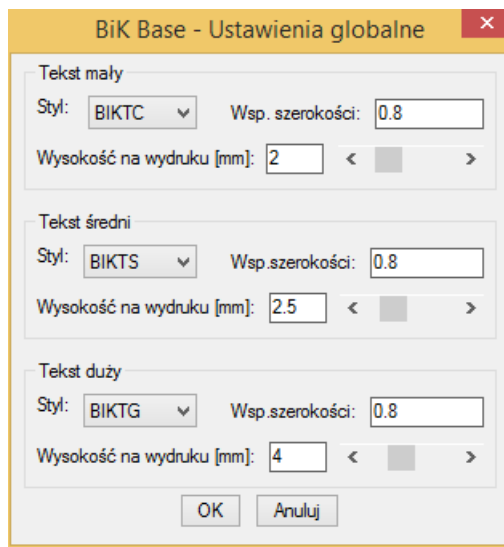 BiK Base - Ustawienia globalne
Tekst mały
Styl: BIKTC Wsp. szerokości: 0.8
Wysokość na wydruku [mm]: 2
Tekst średni
Styl: BIKTS Wsp.szerokości: 0.8
Wysokość na wydruku [mm]: 2.5
Tekst duży
Styl: BIKTG Wsp.szerokości: 0.8
Wysokość na wydruku [mm]: 4
OK Anuluj